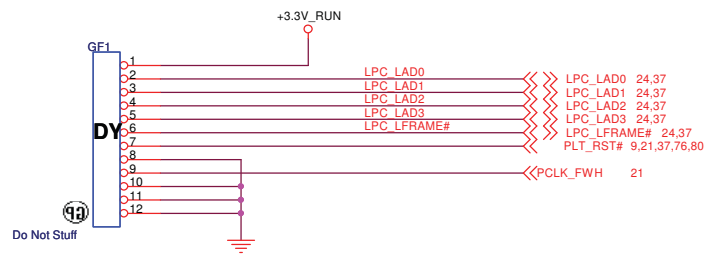 +3.3V_RUN
GF1
1
2 LPC_LAD0 LPC_LAD0 24,37
3 LPC_LAD1 LPC_LAD1 24,37
4 LPC_LAD2 LPC_LAD2 24,37
5 LPC_LAD3 LPC_LAD3 24,37
DY 6 LPC_LFRAME# LPC_LFRAME# 24,37
7 PLT_RST# 9,21,37,76,80
8
9 PCLK_FWH 21
10
11
GP 12
Do Not Stuff